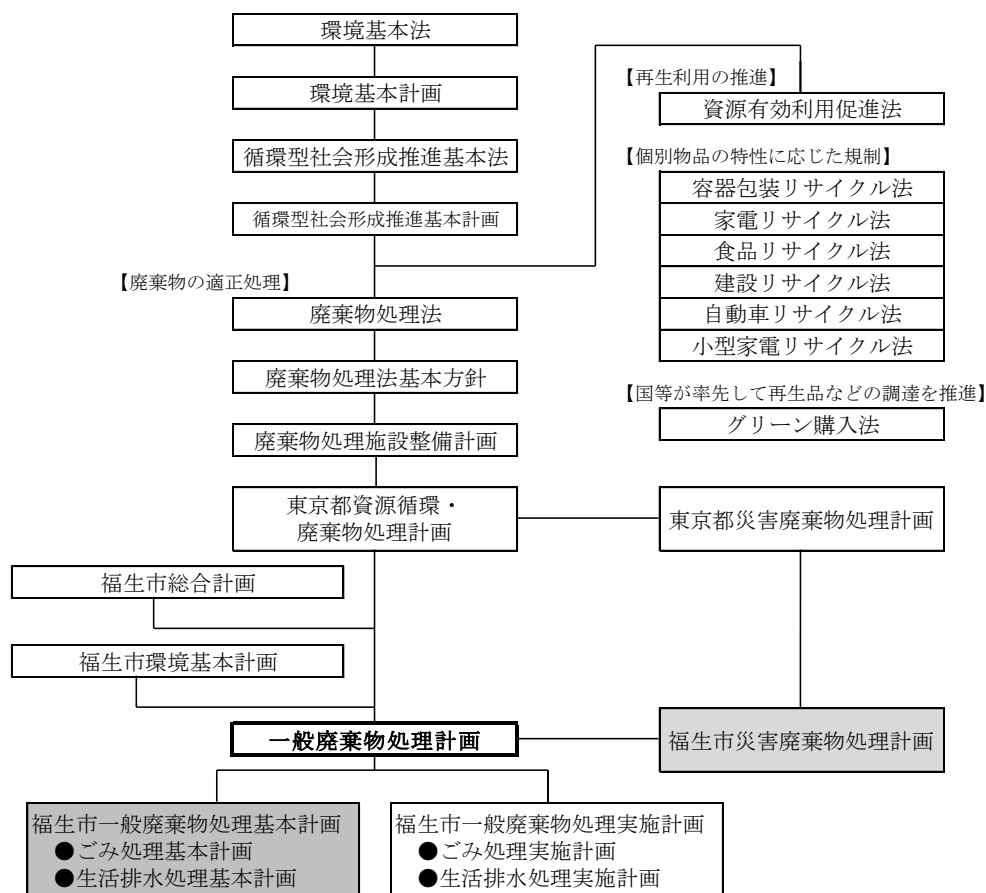 環境基本法
環境基本計画
循環型社会形成推進基本法
循環型社会形成推進基本計画
【再生利用の推進】
資源有効利用促進法
【個別物品の特性に応じた規制】
容器包装リサイクル法
家電リサイクル法
食品リサイクル法
建設リサイクル法
自動車リサイクル法
小型家電リサイクル法
【国等が率先して再生品などの調達を推進】
グリーン購入法
【廃棄物の適正処理】
廃棄物処理法
廃棄物処理法基本方針
廃棄物処理施設整備計画
東京都資源循環・
廃棄物処理計画
東京都災害廃棄物処理計画
福生市総合計画
福生市環境基本計画
一般廃棄物処理計画
福生市災害廃棄物処理計画
福生市一般廃棄物処理基本計画
●ごみ処理基本計画
●生活排水処理基本計画
福生市一般廃棄物処理実施計画
●ごみ処理実施計画
●生活排水処理実施計画